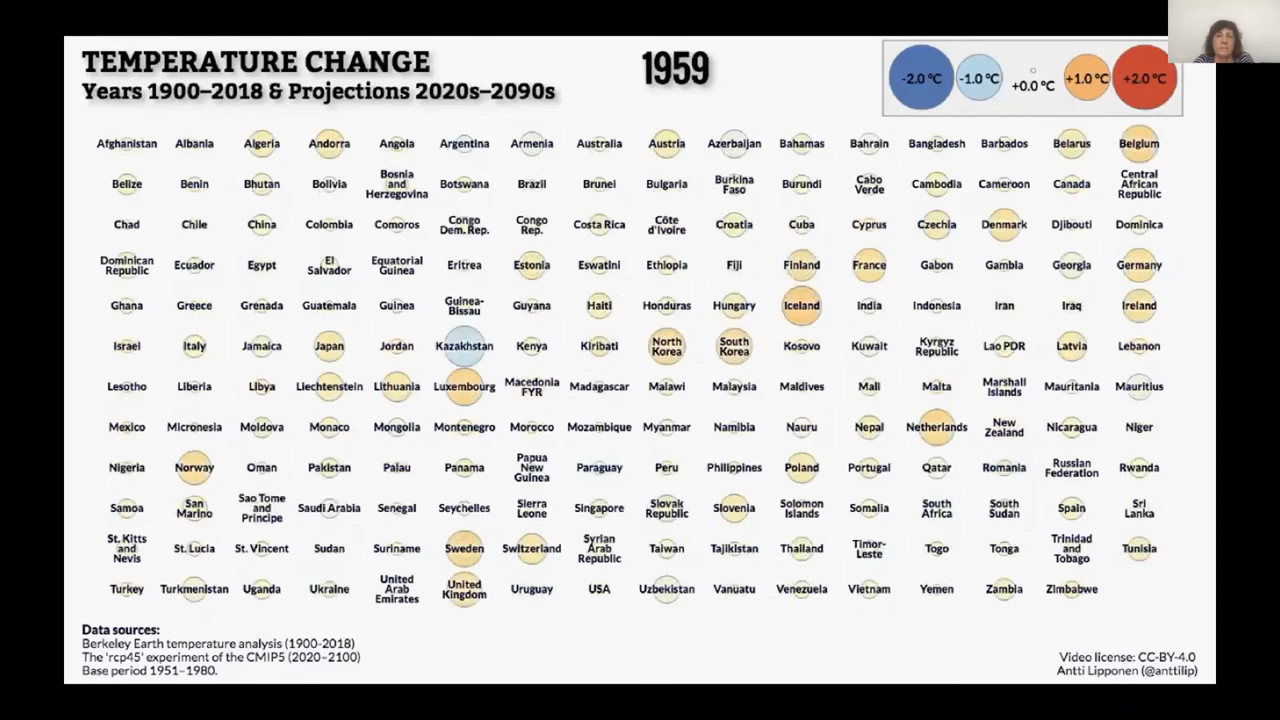 TEMPERATURE CHANGE
Years 1900–2018 & Projections 2020s–2090s
1959
-2.0 °C -1.0 °C +0.0 °C +1.0 °C +2.0 °C
Afghanistan Albania Algeria Andorra Angola Argentina Armenia Australia Austria Azerbaijan Bahamas Bahrain Bangladesh Barbados Belarus Belgium
Belize Benin Bhutan Bolivia Bosnia and Herzegovina Botswana Brazil Brunei Bulgaria Burkina Faso Burundi Cabo Verde Cambodia Cameroon Canada Central African Republic
Chad Chile China Colombia Comoros Congo Dem. Rep. Congo Rep. Costa Rica Côte d'Ivoire Croatia Cuba Cyprus Czechia Denmark Djibouti Dominica
Dominican Republic Ecuador Egypt El Salvador Equatorial Guinea Eritrea Estonia Eswatini Ethiopia Fiji Finland France Gabon Gambia Georgia Germany
Ghana Greece Grenada Guatemala Guinea Guinea-Bissau Guyana Haiti Honduras Hungary Iceland India Indonesia Iran Iraq Ireland
Israel Italy Jamaica Japan Jordan Kazakhstan Kenya Kiribati North Korea South Korea Kosovo Kuwait Kyrgyz Republic Lao PDR Latvia Lebanon
Lesotho Liberia Libya Liechtenstein Lithuania Luxembourg Macedonia FYR Madagascar Malawi Malaysia Maldives Mali Malta Marshall Islands Mauritania Mauritius
Mexico Micronesia Moldova Monaco Mongolia Montenegro Morocco Mozambique Myanmar Namibia Nauru Nepal Netherlands New Zealand Nicaragua Niger
Nigeria Norway Oman Pakistan Palau Panama Papua New Guinea Paraguay Peru Philippines Poland Portugal Qatar Romania Russian Federation Rwanda
Samoa San Marino Sao Tome and Principe Saudi Arabia Senegal Seychelles Sierra Leone Singapore Slovak Republic Slovenia Solomon Islands Somalia South Africa South Sudan Spain Sri Lanka
St. Kitts and Nevis St. Lucia St. Vincent Sudan Suriname Sweden Switzerland Syrian Arab Republic Taiwan Tajikistan Thailand Timor-Leste Togo Tonga Trinidad and Tobago Tunisia
Turkey Turkmenistan Uganda Ukraine United Arab Emirates United Kingdom Uruguay USA Uzbekistan Vanuatu Venezuela Vietnam Yemen Zambia Zimbabwe
Data sources:
Berkeley Earth temperature analysis (1900-2018)
The 'rcp45' experiment of the CMIP5 (2020–2100)
Base period 1951–1980.
Video license: CC-BY-4.0
Antti Lipponen (@anttilip)